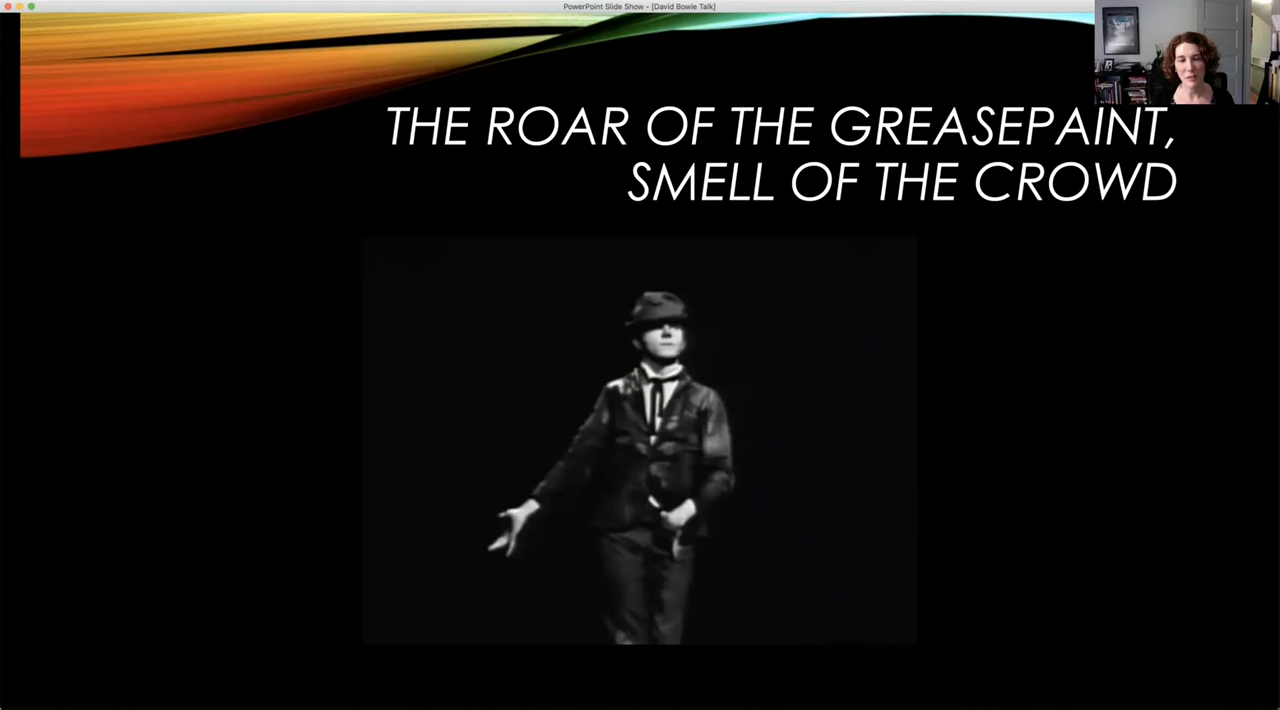 PowerPoint Slide Show - [David Bowie Talk]
THE ROAR OF THE GREASEPAINT,
SMELL OF THE CROWD